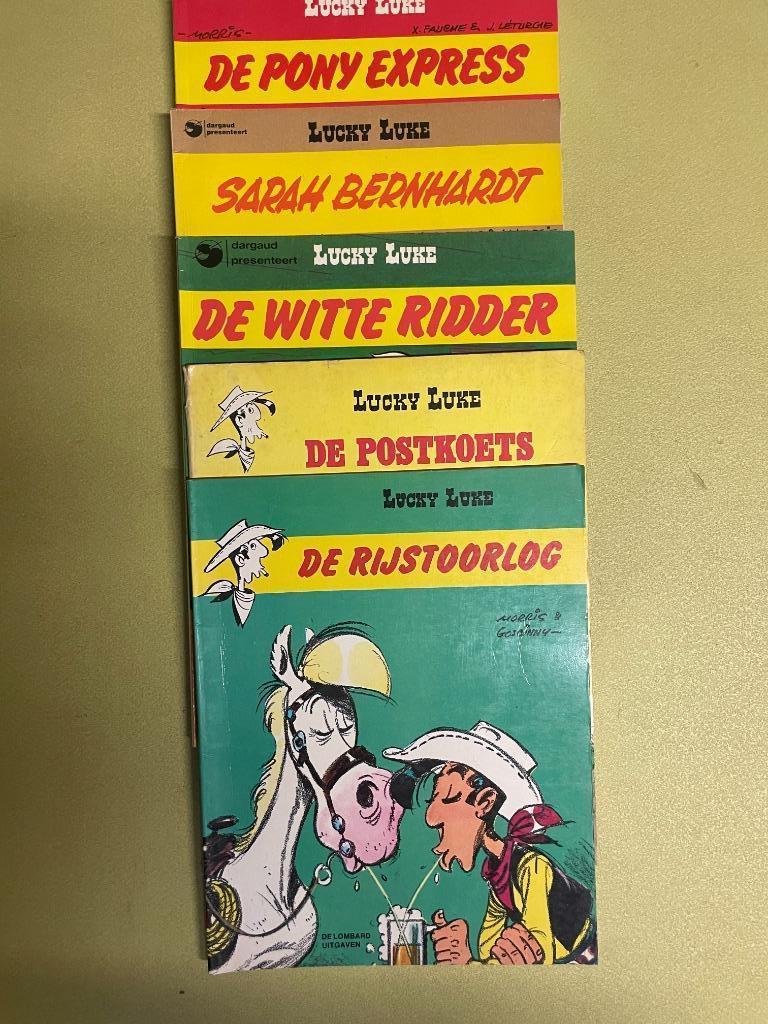 LUCKY LUKE
-MORRIS-
X. FAUCHE & J. LÉTURGIE
DE PONY EXPRESS
dargaud
presenteert
LUCKY LUKE
SARAH BERNHARDT
dargaud
presenteert
LUCKY LUKE
DE WITTE RIDDER
LUCKY LUKE
DE POSTKOETS
LUCKY LUKE
DE RIJSTOORLOG
MORRIS &
GOSCINNY-
DE LOMBARD
UITGAVEN